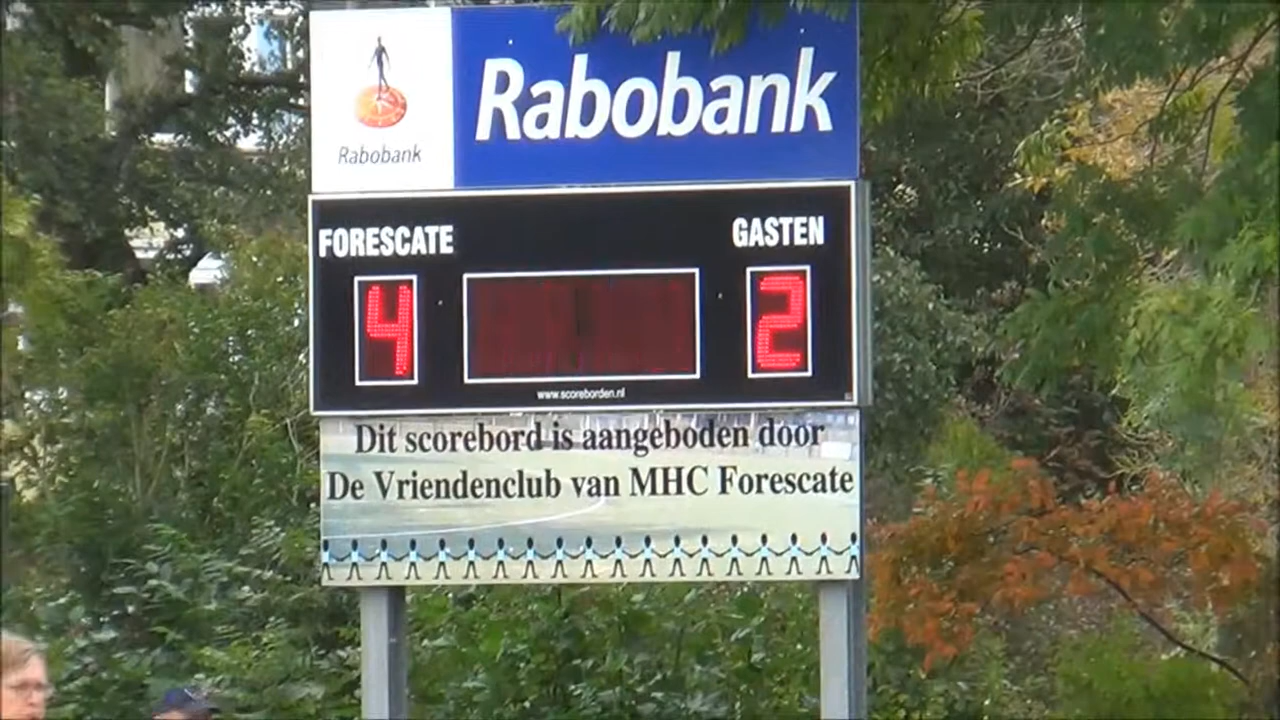 Rabobank
Rabobank
FORESCATE
GASTEN
4
2
www.scoreborden.nl
Dit scorebord is aangeboden door
De Vriendenclub van MHC Forescate